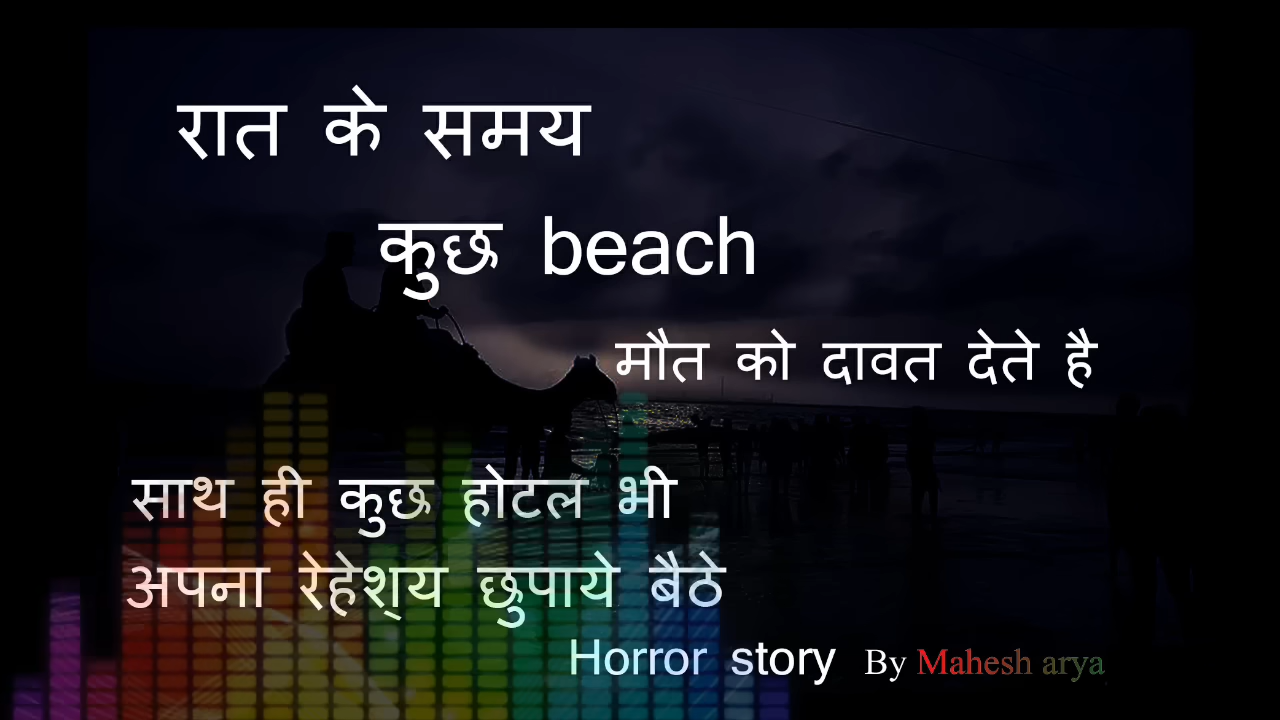 रात के समय
कुछ beach
मौत को दावत देते है
साथ ही कुछ होटल भी
अपना रेहेश्य छुपाये बैठे
Horror story By Mahesh arya